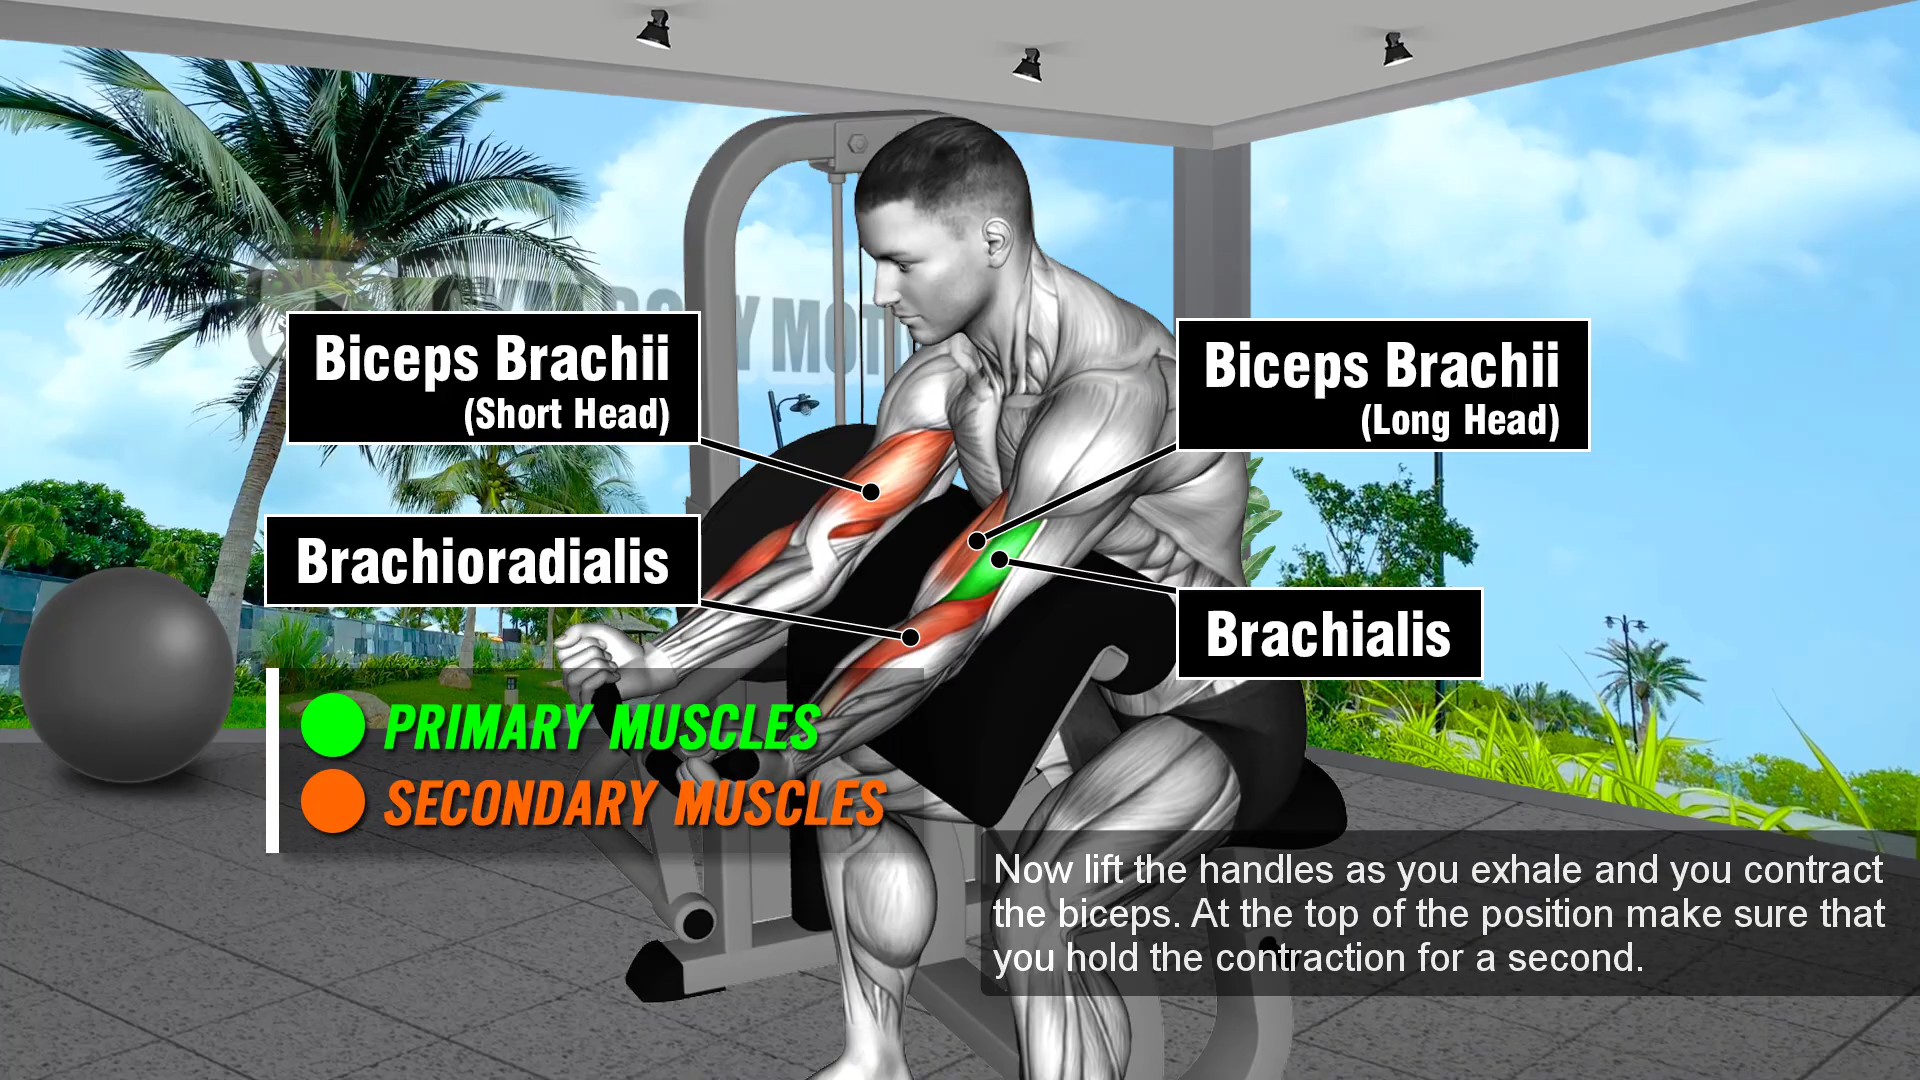 Biceps Brachii
(Short Head)
Biceps Brachii
(Long Head)
Brachioradialis
Brachialis
PRIMARY MUSCLES
SECONDARY MUSCLES
Now lift the handles as you exhale and you contract
the biceps. At the top of the position make sure that
you hold the contraction for a second.